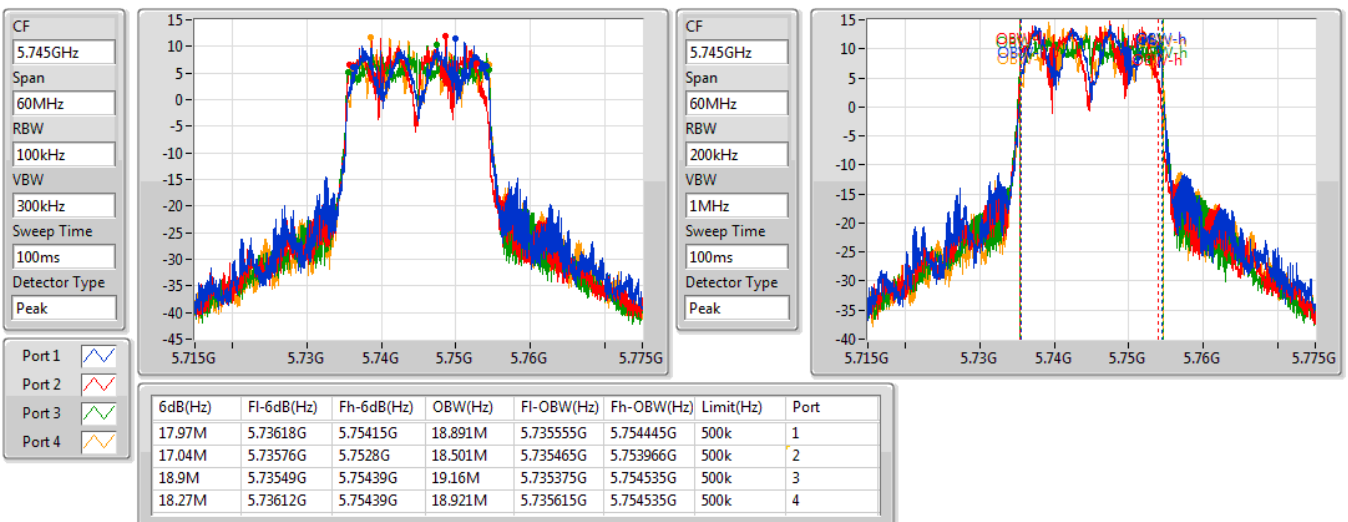 CF
5.745GHz
Span
60MHz
RBW
100kHz
VBW
300kHz
Sweep Time
100ms
Detector Type
Peak
15
10
5
0
-5
-10
-15
-20
-25
-30
-35
-40
-45
5.715G 5.73G 5.74G 5.75G 5.76G 5.775G
CF
5.745GHz
Span
60MHz
RBW
200kHz
VBW
1MHz
Sweep Time
100ms
Detector Type
Peak
15
10
5
0
-5
-10
-15
-20
-25
-30
-35
-40
OBW-h
5.715G 5.73G 5.74G 5.75G 5.76G 5.775G
Port 1
Port 2
Port 3
Port 4
6dB(Hz) Fl-6dB(Hz) Fh-6dB(Hz) OBW(Hz) Fl-OBW(Hz) Fh-OBW(Hz) Limit(Hz) Port
17.97M 5.73618G 5.75415G 18.891M 5.735555G 5.754445G 500k 1
17.04M 5.73576G 5.7528G 18.501M 5.735465G 5.753966G 500k 2
18.9M 5.73549G 5.75439G 19.16M 5.735375G 5.754535G 500k 3
18.27M 5.73612G 5.75439G 18.921M 5.735615G 5.754535G 500k 4